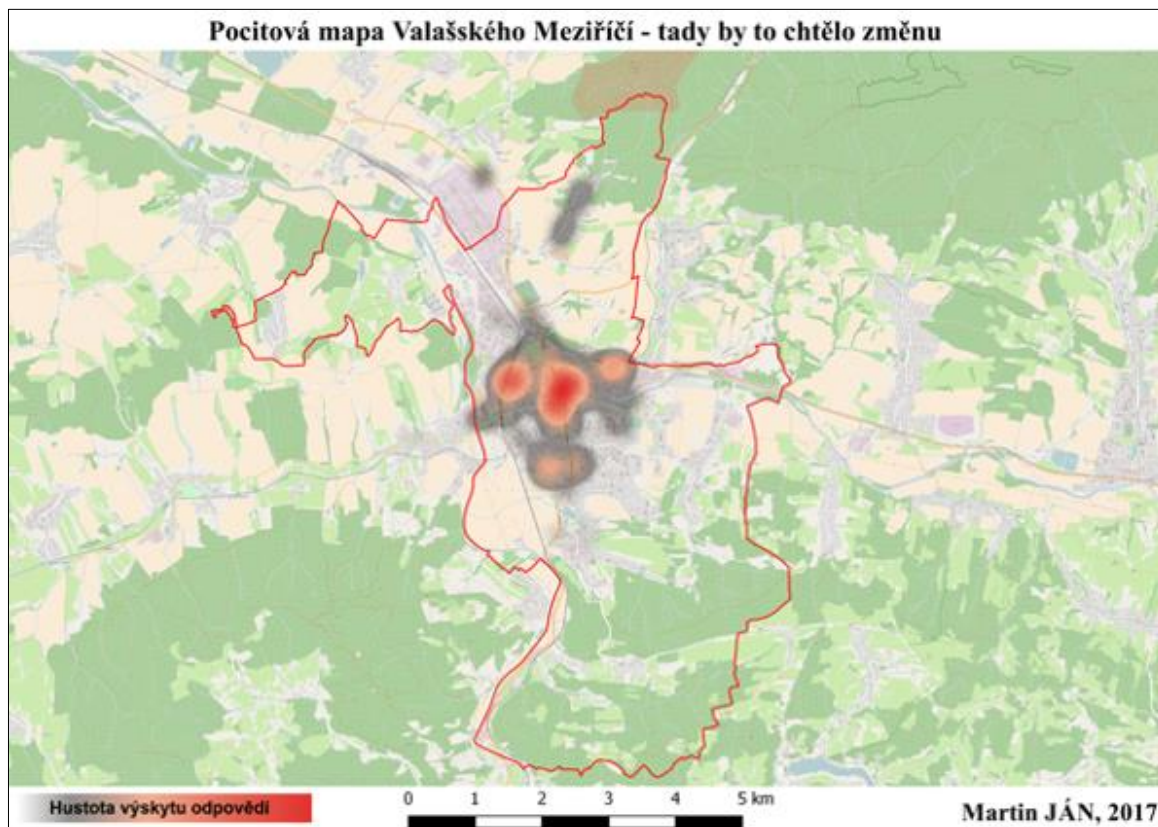 Pocitová mapa Valašského Meziříčí - tady by to chtělo změnu
Hustota výskytu odpovědí
0 1 2 3 4 5 km
Martin JÁN, 2017